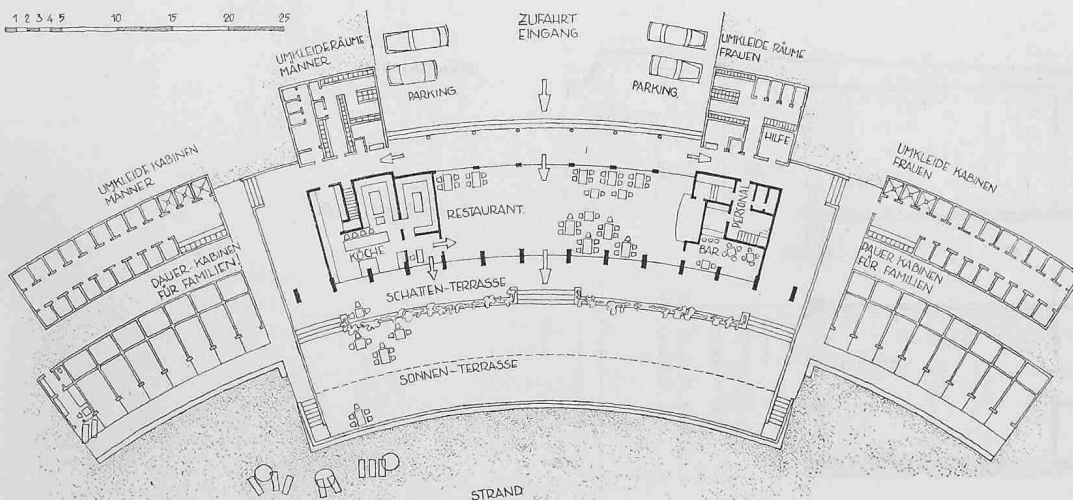 1 2 3 4 5 10 15 20 25
ZUFAHRT
EINGANG
UMKLEIDERÄUME
MÄNNER
PARKING
PARKING.
UMKLEIDE RÄUME
FRAUEN
HILFE
UMKLEIDE KABINEN
MÄNNER
UMKLEIDE KABINEN
FRAUEN
RESTAURANT.
PERSONAL
KÜCHE
BAR
DAUER-KABINEN
FÜR FAMILIEN
DAUER KABINEN
FÜR FAMILIEN
SCHATTEN-TERRASSE
SONNEN-TERRASSE
STRAND